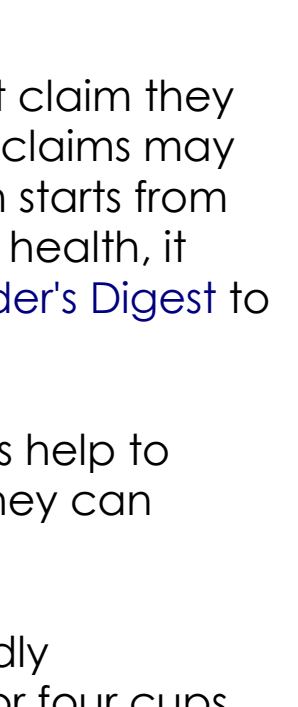 claim they
claims may
starts from
health, it
der's Digest to
help to
hey can
dly
or four cups